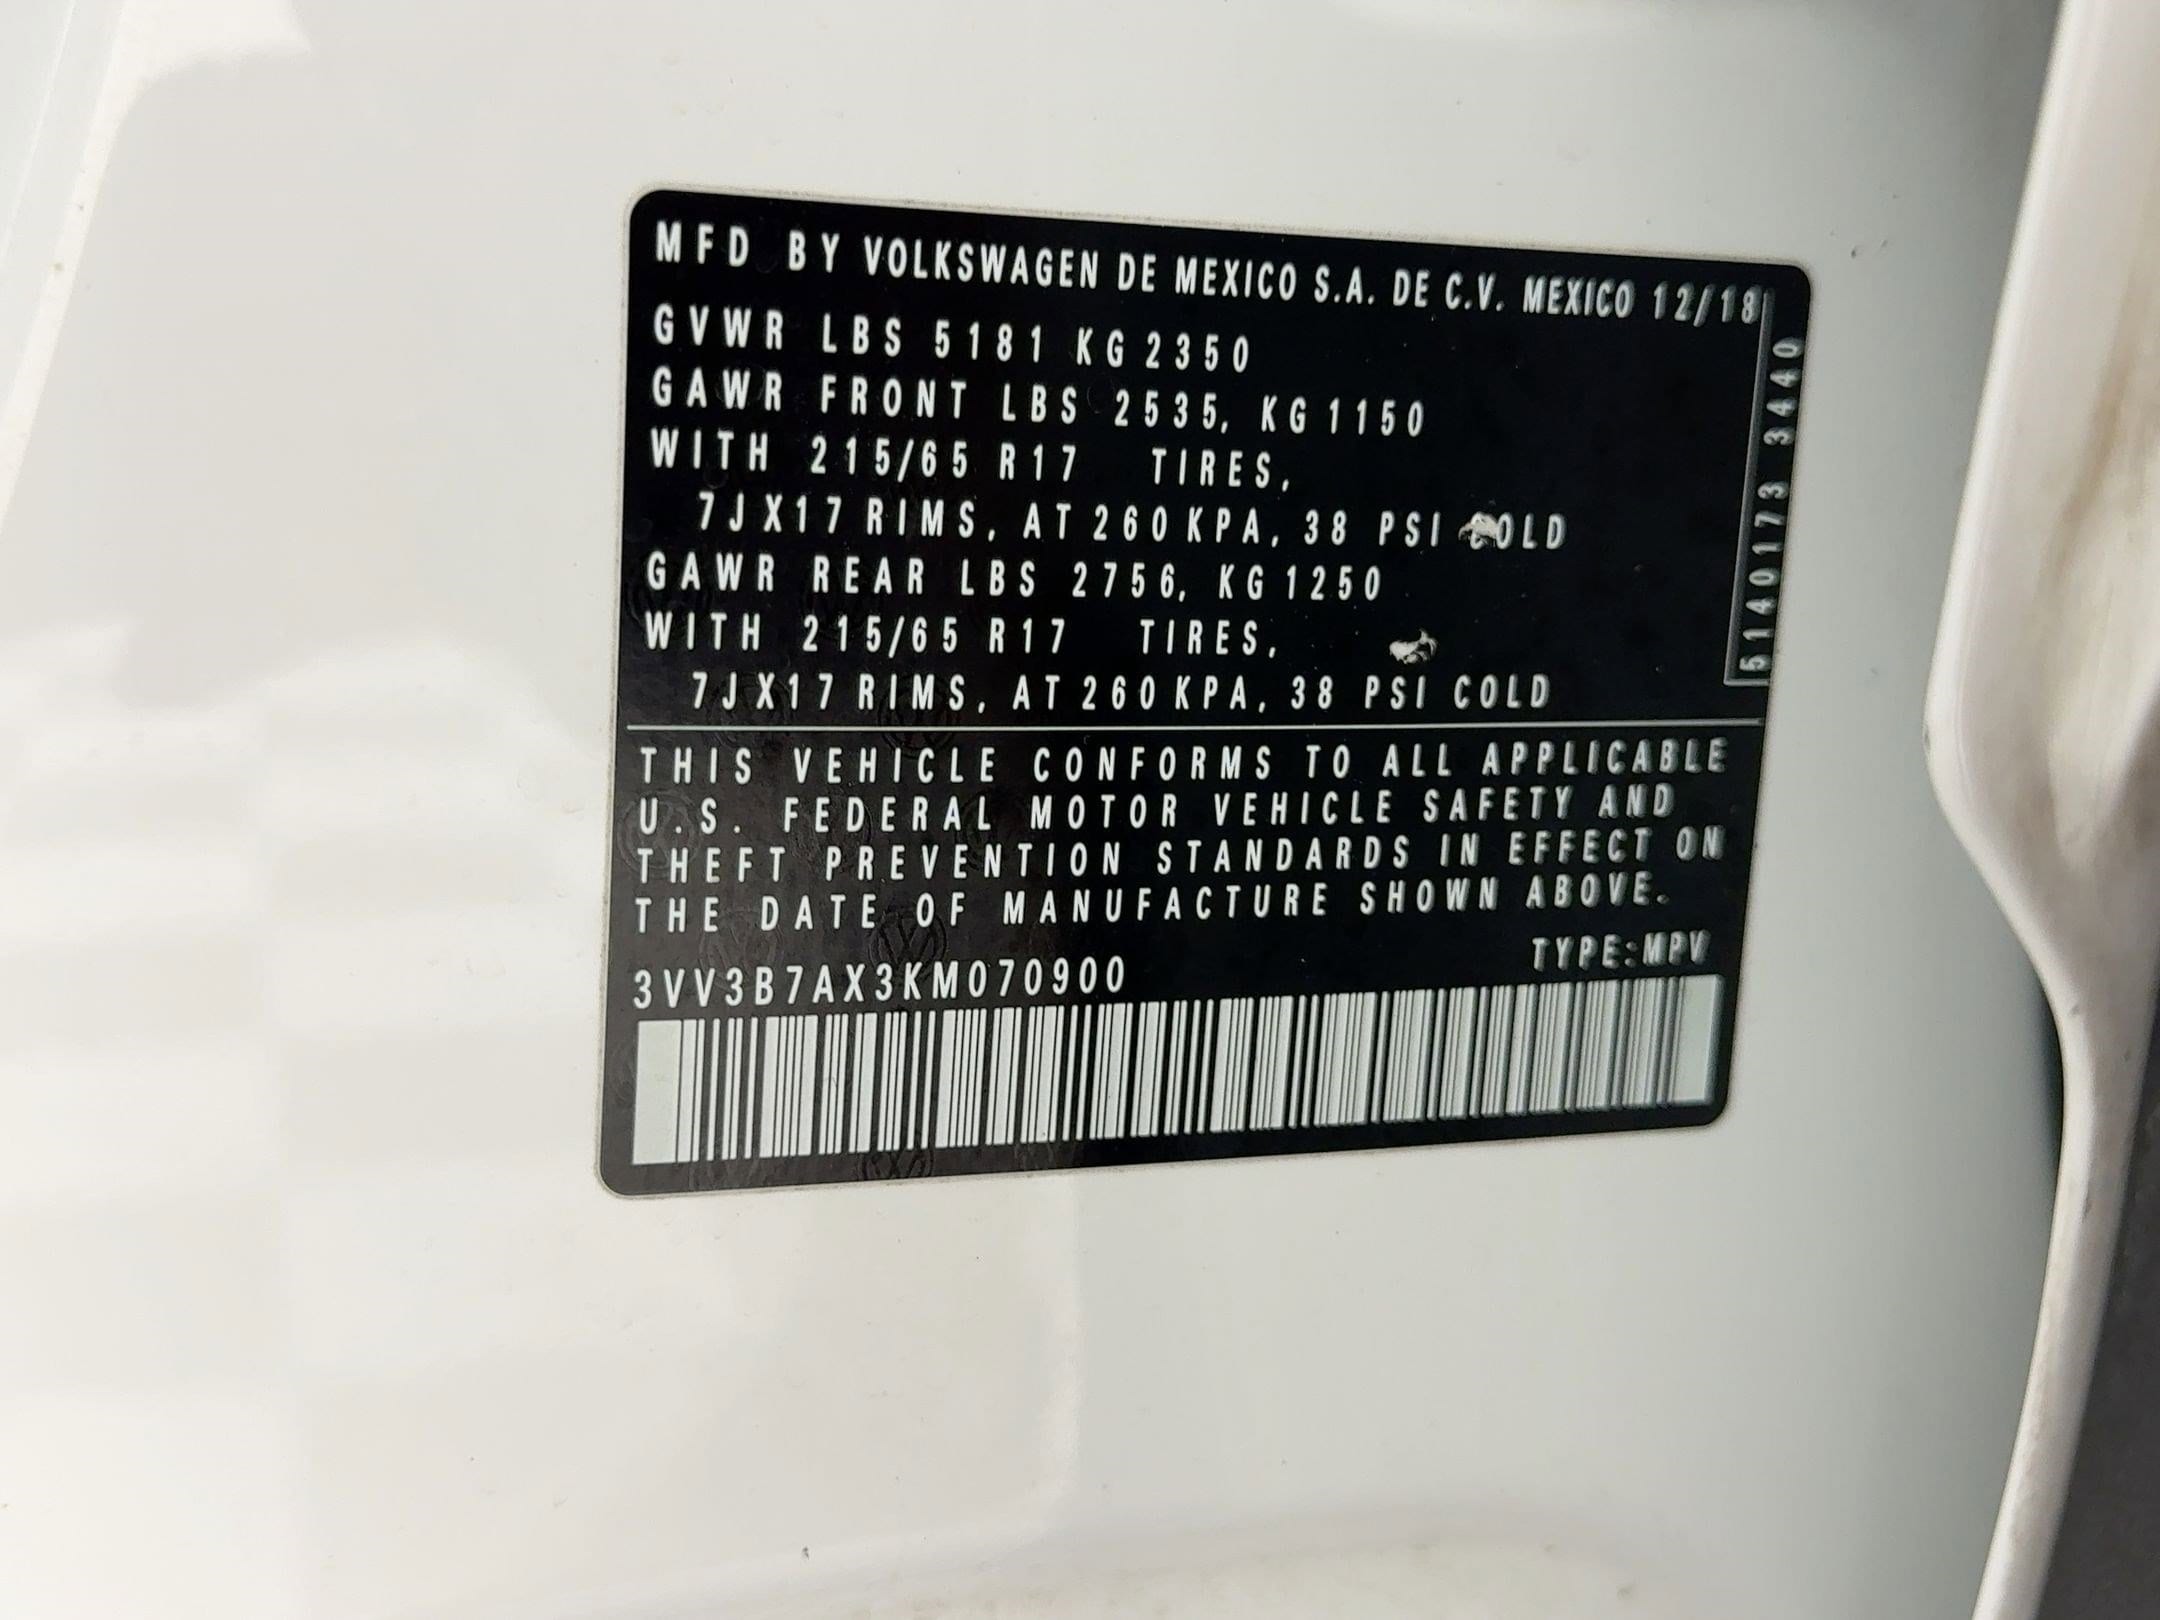 MFD BY VOLKSWAGEN DE MEXICO S.A. DE C.V. MEXICO 12/18
GVWR LBS 5181 KG 2350
GAWR FRONT LBS 2535, KG 1150
WITH 215/65 R17 TIRES,
7JX17 RIMS, AT 260 KPA, 38 PSI COLD
GAWR REAR LBS 2756, KG 1250
WITH 215/65 R17 TIRES,
7JX17 RIMS, AT 260 KPA, 38 PSI COLD
5140173 3440
THIS VEHICLE CONFORMS TO ALL APPLICABLE
U.S. FEDERAL MOTOR VEHICLE SAFETY AND
THEFT PREVENTION STANDARDS IN EFFECT ON
THE DATE OF MANUFACTURE SHOWN ABOVE.
TYPE:MPV
3VV3B7AX3KM070900